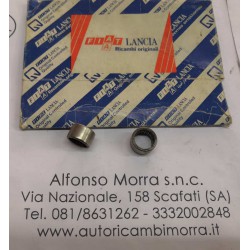 FIAT LANCIA
Ricambi originali
Alfonso Morra s.n.c.
Via Nazionale, 158 Scafati (SA)
Tel. 081/8631262 - 3332002848
www.autoricambimorra.it